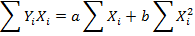 ∑ YᵢXᵢ = a ∑ Xᵢ + b ∑ Xᵢ²